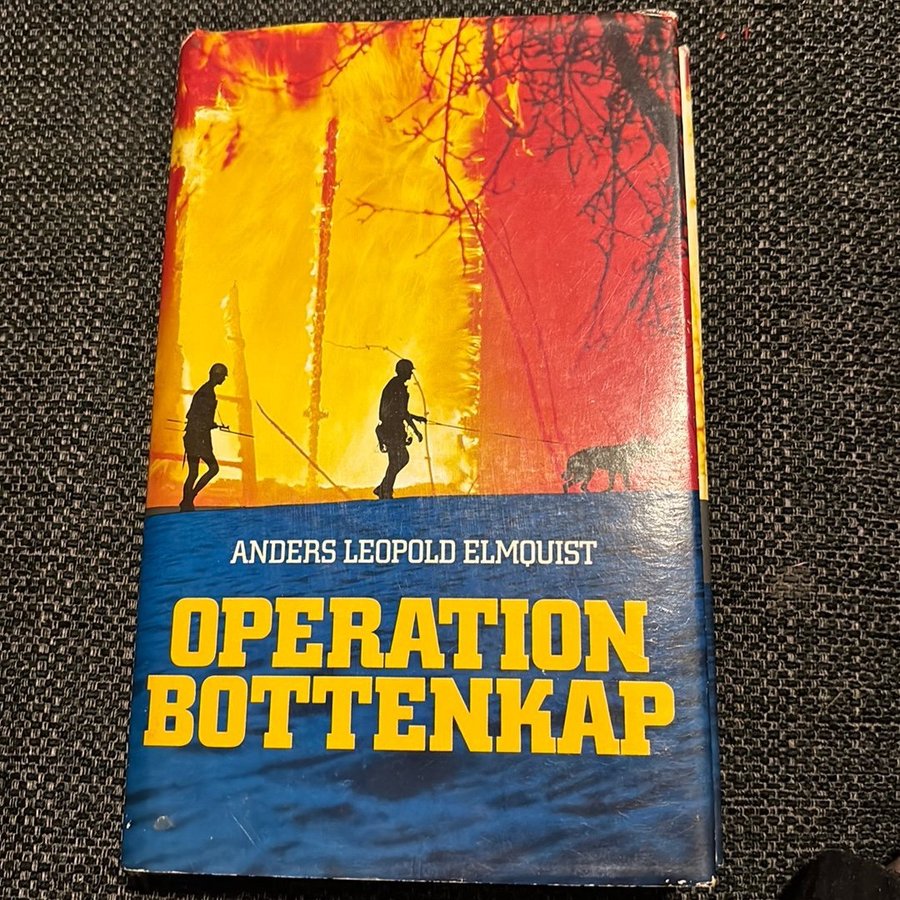 ANDERS LEOPOLD ELMQUIST
OPERATION
BOTTENKAP